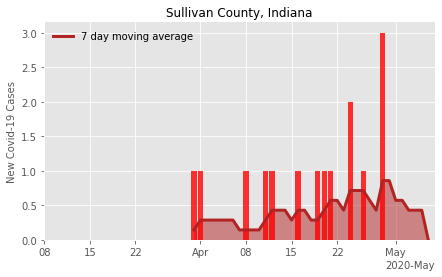 Sullivan County, Indiana
7 day moving average
New Covid-19 Cases
3.0
2.5
2.0
1.5
1.0
0.5
0.0
08 15 22 Apr 08 15 22 May
2020-May